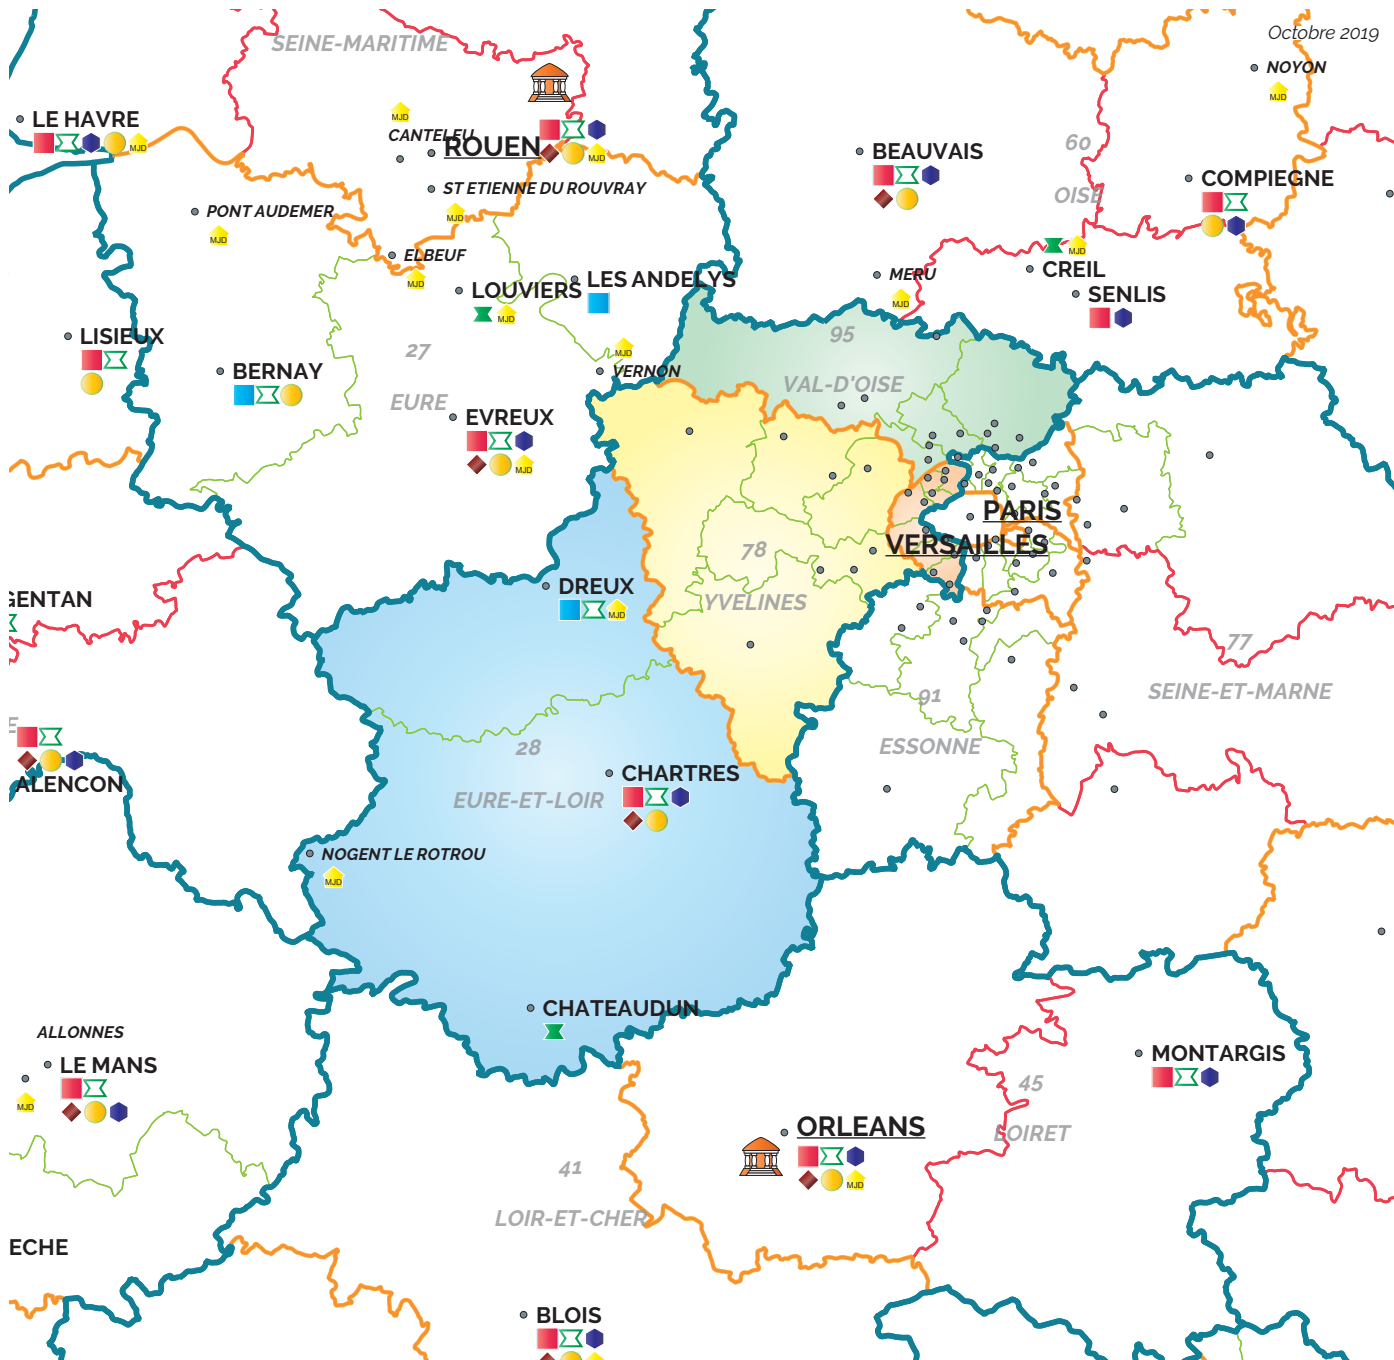 Octobre 2019
SEINE-MARITIME
NOYON
MJD
LE HAVRE
MJD
MJD
CANTELEU
ROUEN
MJD
BEAUVAIS
60
OISE
COMPIEGNE
ST ETIENNE DU ROUVRAY
MJD
PONT AUDEMER
MJD
ELBEUF
MJD
MJD
CREIL
MERU
MJD
SENLIS
LOUVIERS
MJD
LES ANDELYS
LISIEUX
27
EURE
MJD
VERNON
95
VAL-D'OISE
BERNAY
EVREUX
MJD
PARIS
VERSAILLES
78
YVELINES
DREUX
MJD
GENTAN
77
SEINE-ET-MARNE
91
ESSONNE
E
ALENCON
28
EURE-ET-LOIR
CHARTRES
NOGENT LE ROTROU
MJD
CHATEAUDUN
ALLONNES
LE MANS
MJD
MONTARGIS
45
LOIRET
ORLEANS
MJD
41
LOIR-ET-CHER
ECHE
BLOIS